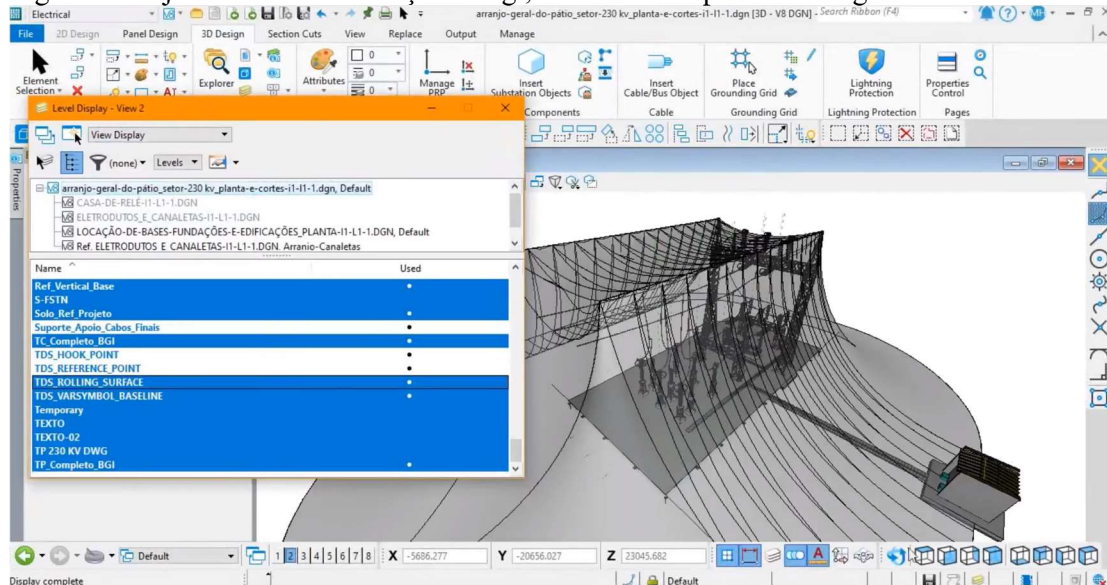 Electrical
arranjo-geral-do-pátio_setor-230 kv_planta-e-cortes-i1-l1-1.dgn [3D - V8 DGN] -
Search Ribbon (F4)
MH
File
2D Design
Panel Design
3D Design
Section Cuts
View
Replace
Output
Manage
Element
Selection
Explorer
Attributes
0
0
0
Manage
PRP
Insert
Substation Objects
Insert
Cable/Bus Object
Place
Grounding Grid
Lightning
Protection
Properties
Control
Components
Cable
Grounding Grid
Lightning Protection
Pages
Level Display - View 2
View Display
(none)
Levels
Properties
arranjo-geral-do-pátio_setor-230 kv_planta-e-cortes-i1-l1-1.dgn, Default
CASA-DE-RELÉ-I1-L1-1.DGN
ELETRODUTOS_E_CANALETAS-I1-L1-1.DGN
LOCAÇÃO-DE-BASES-FUNDAÇÕES-E-EDIFICAÇÕES_PLANTA-I1-L1-1.DGN, Default
Ref, ELETRODUTOS_E_CANALETAS-I1-L1-1.DGN, Arranjo-Canaletas
Name
Used
Ref_Vertical_Base
S-FSTN
Solo_Ref_Projeto
Suporte_Apoio_Cabos_Finais
TC_Completo_BGI
TDS_HOOK_POINT
TDS_REFERENCE_POINT
TDS_ROLLING_SURFACE
TDS_VARSYMBOL_BASELINE
Temporary
TEXTO
TEXTO-02
TP 230 KV DWG
TP_Completo_BGI
Default
1 2 3 4 5 6 7 8
X -5686.277
Y -20656.027
Z 23045.682
Display complete
Default